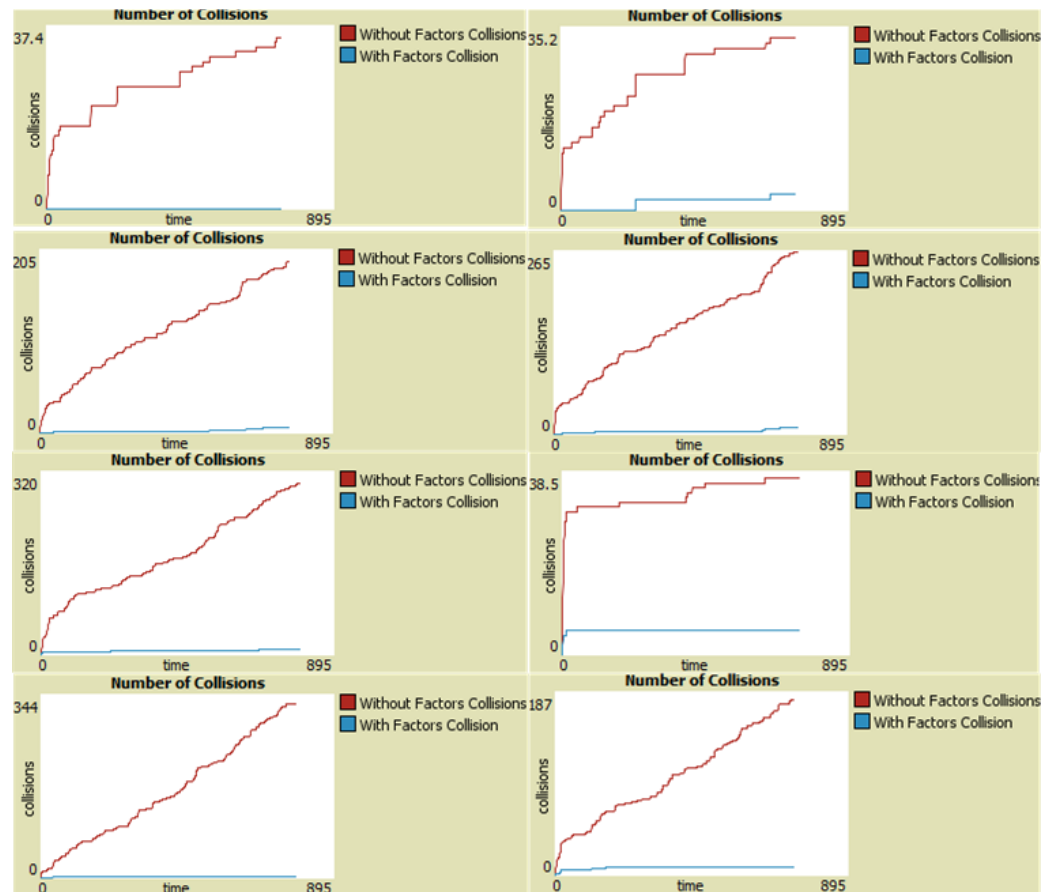 Number of Collisions
37.4
collisions
0
0
time
895
Without Factors Collisions
With Factors Collision
Number of Collisions
35.2
collisions
0
0
time
895
Without Factors Collisions
With Factors Collision
Number of Collisions
205
collisions
0
0
time
895
Without Factors Collisions
With Factors Collision
Number of Collisions
265
collisions
0
0
time
895
Without Factors Collisions
With Factors Collision
Number of Collisions
320
collisions
0
0
time
895
Without Factors Collisions
With Factors Collision
Number of Collisions
38.5
collisions
0
0
time
895
Without Factors Collisions
With Factors Collision
Number of Collisions
344
collisions
0
0
time
895
Without Factors Collisions
With Factors Collision
Number of Collisions
187
collisions
0
0
time
895
Without Factors Collisions
With Factors Collision